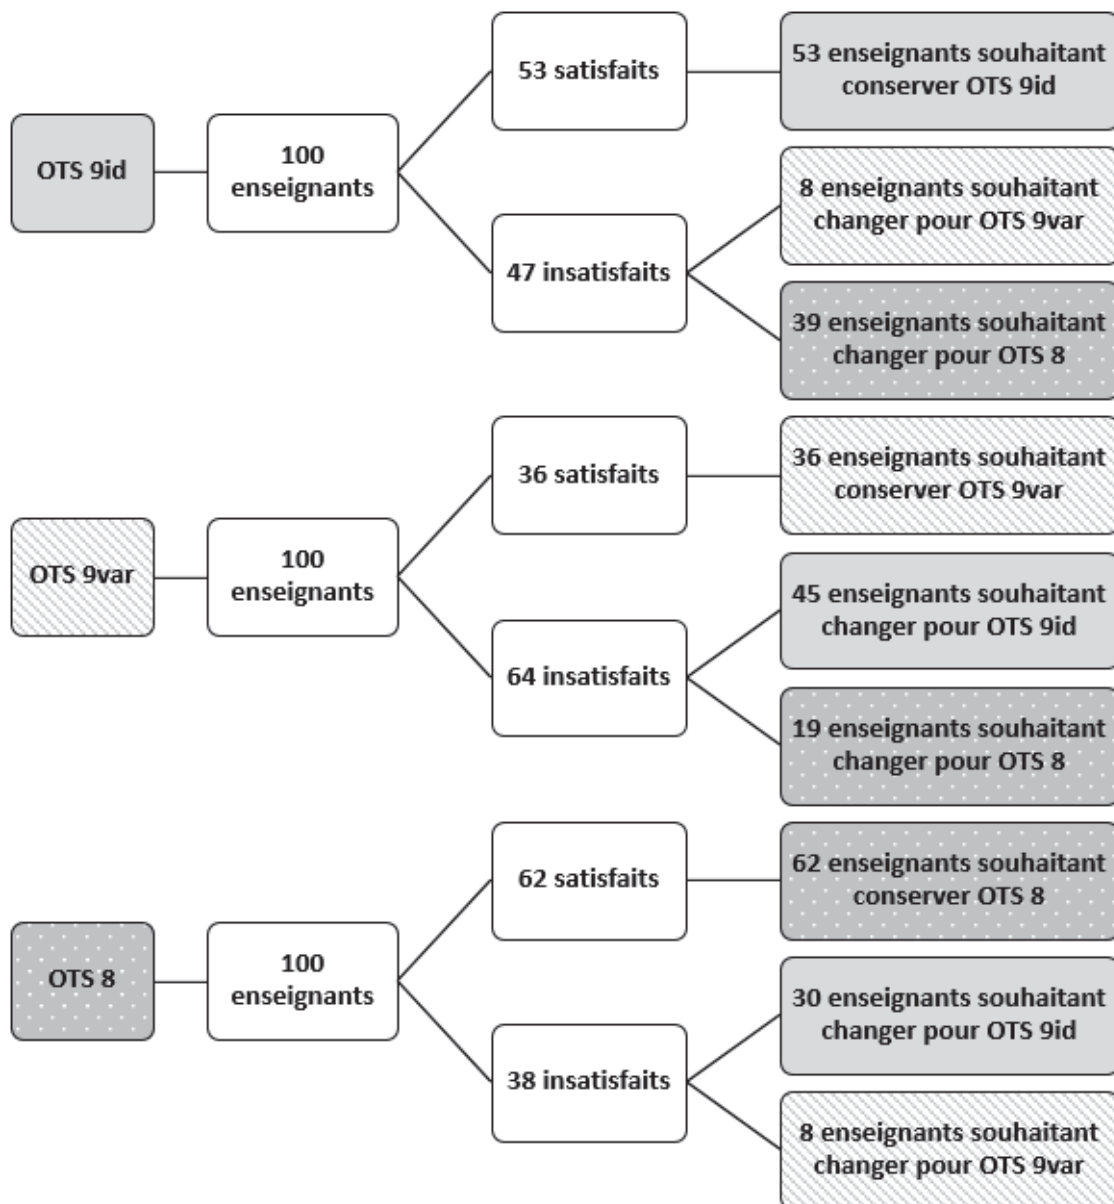 OTS 9id
100
enseignants
53 satisfaits
53 enseignants souhaitant
conserver OTS 9id
47 insatisfaits
8 enseignants souhaitant
changer pour OTS 9var
39 enseignants souhaitant
changer pour OTS 8
OTS 9var
100
enseignants
36 satisfaits
36 enseignants souhaitant
conserver OTS 9var
64 insatisfaits
45 enseignants souhaitant
changer pour OTS 9id
19 enseignants souhaitant
changer pour OTS 8
OTS 8
100
enseignants
62 satisfaits
62 enseignants souhaitant
conserver OTS 8
38 insatisfaits
30 enseignants souhaitant
changer pour OTS 9id
8 enseignants souhaitant
changer pour OTS 9var